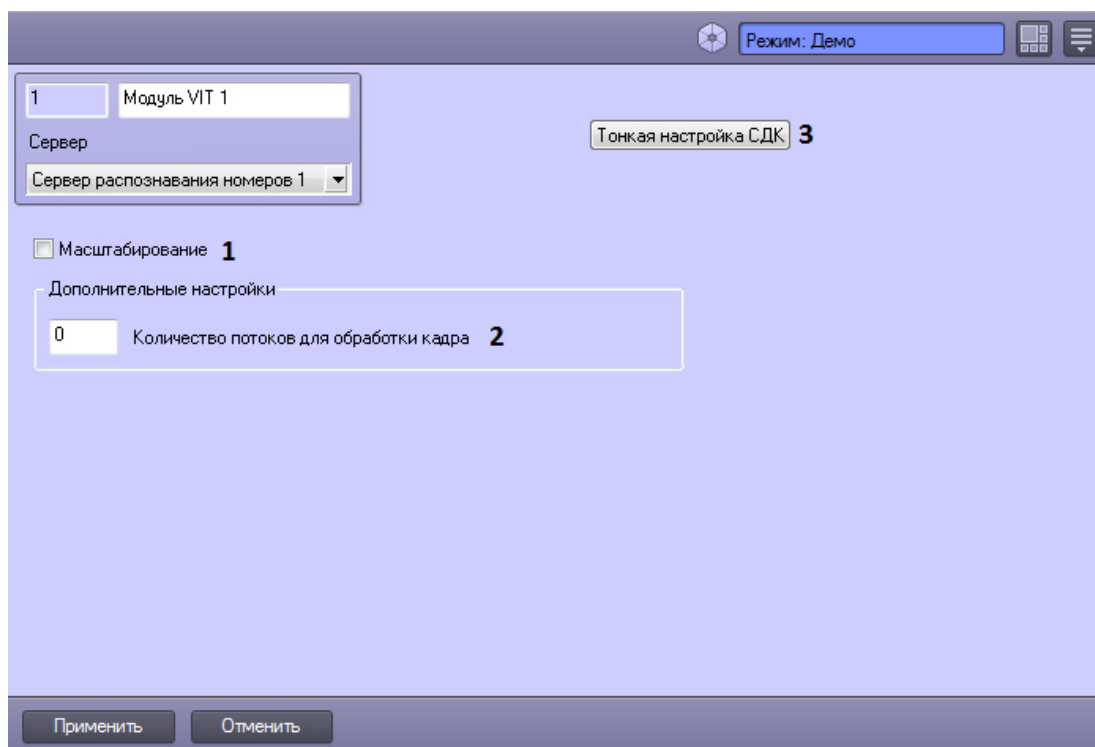 Режим: Демо
1 Модуль VIT 1
Сервер
Сервер распознавания номеров 1
Тонкая настройка СДК 3
Масштабирование 1
Дополнительные настройки
0 Количество потоков для обработки кадра 2
Применить Отменить